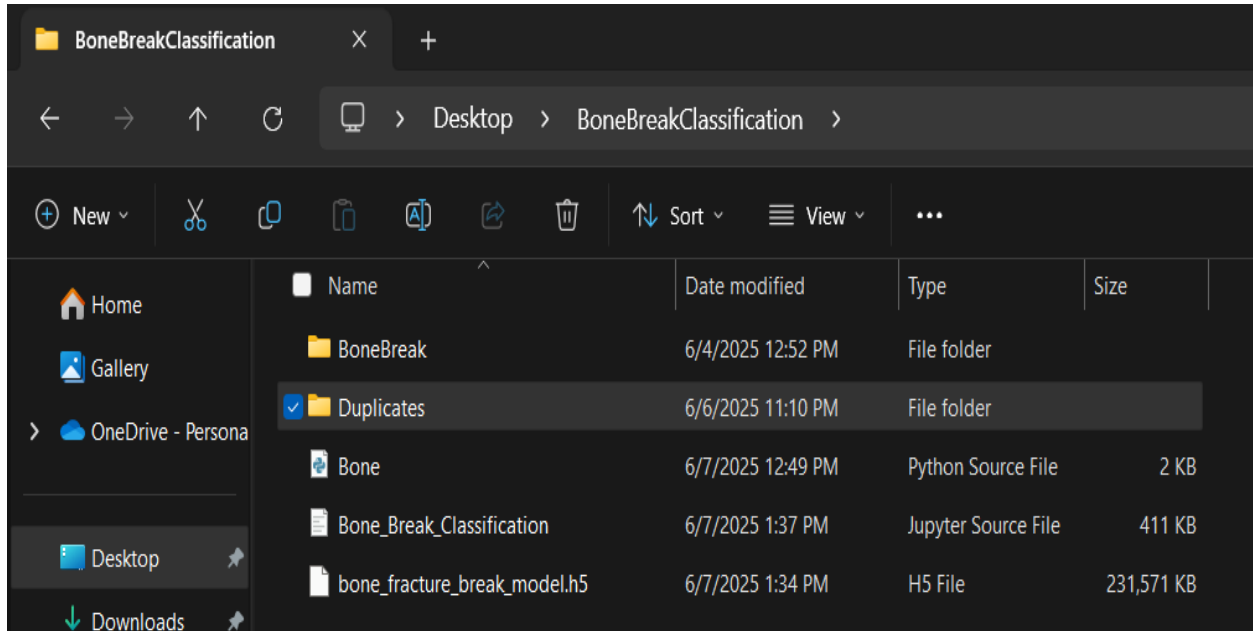 BoneBreakClassification
Desktop > BoneBreakClassification >
New Sort View
Name Date modified Type Size
Home
Gallery
OneDrive - Persona
Desktop
Downloads
BoneBreak 6/4/2025 12:52 PM File folder
Duplicates 6/6/2025 11:10 PM File folder
Bone 6/7/2025 12:49 PM Python Source File 2 KB
Bone_Break_Classification 6/7/2025 1:37 PM Jupyter Source File 411 KB
bone_fracture_break_model.h5 6/7/2025 1:34 PM H5 File 231,571 KB